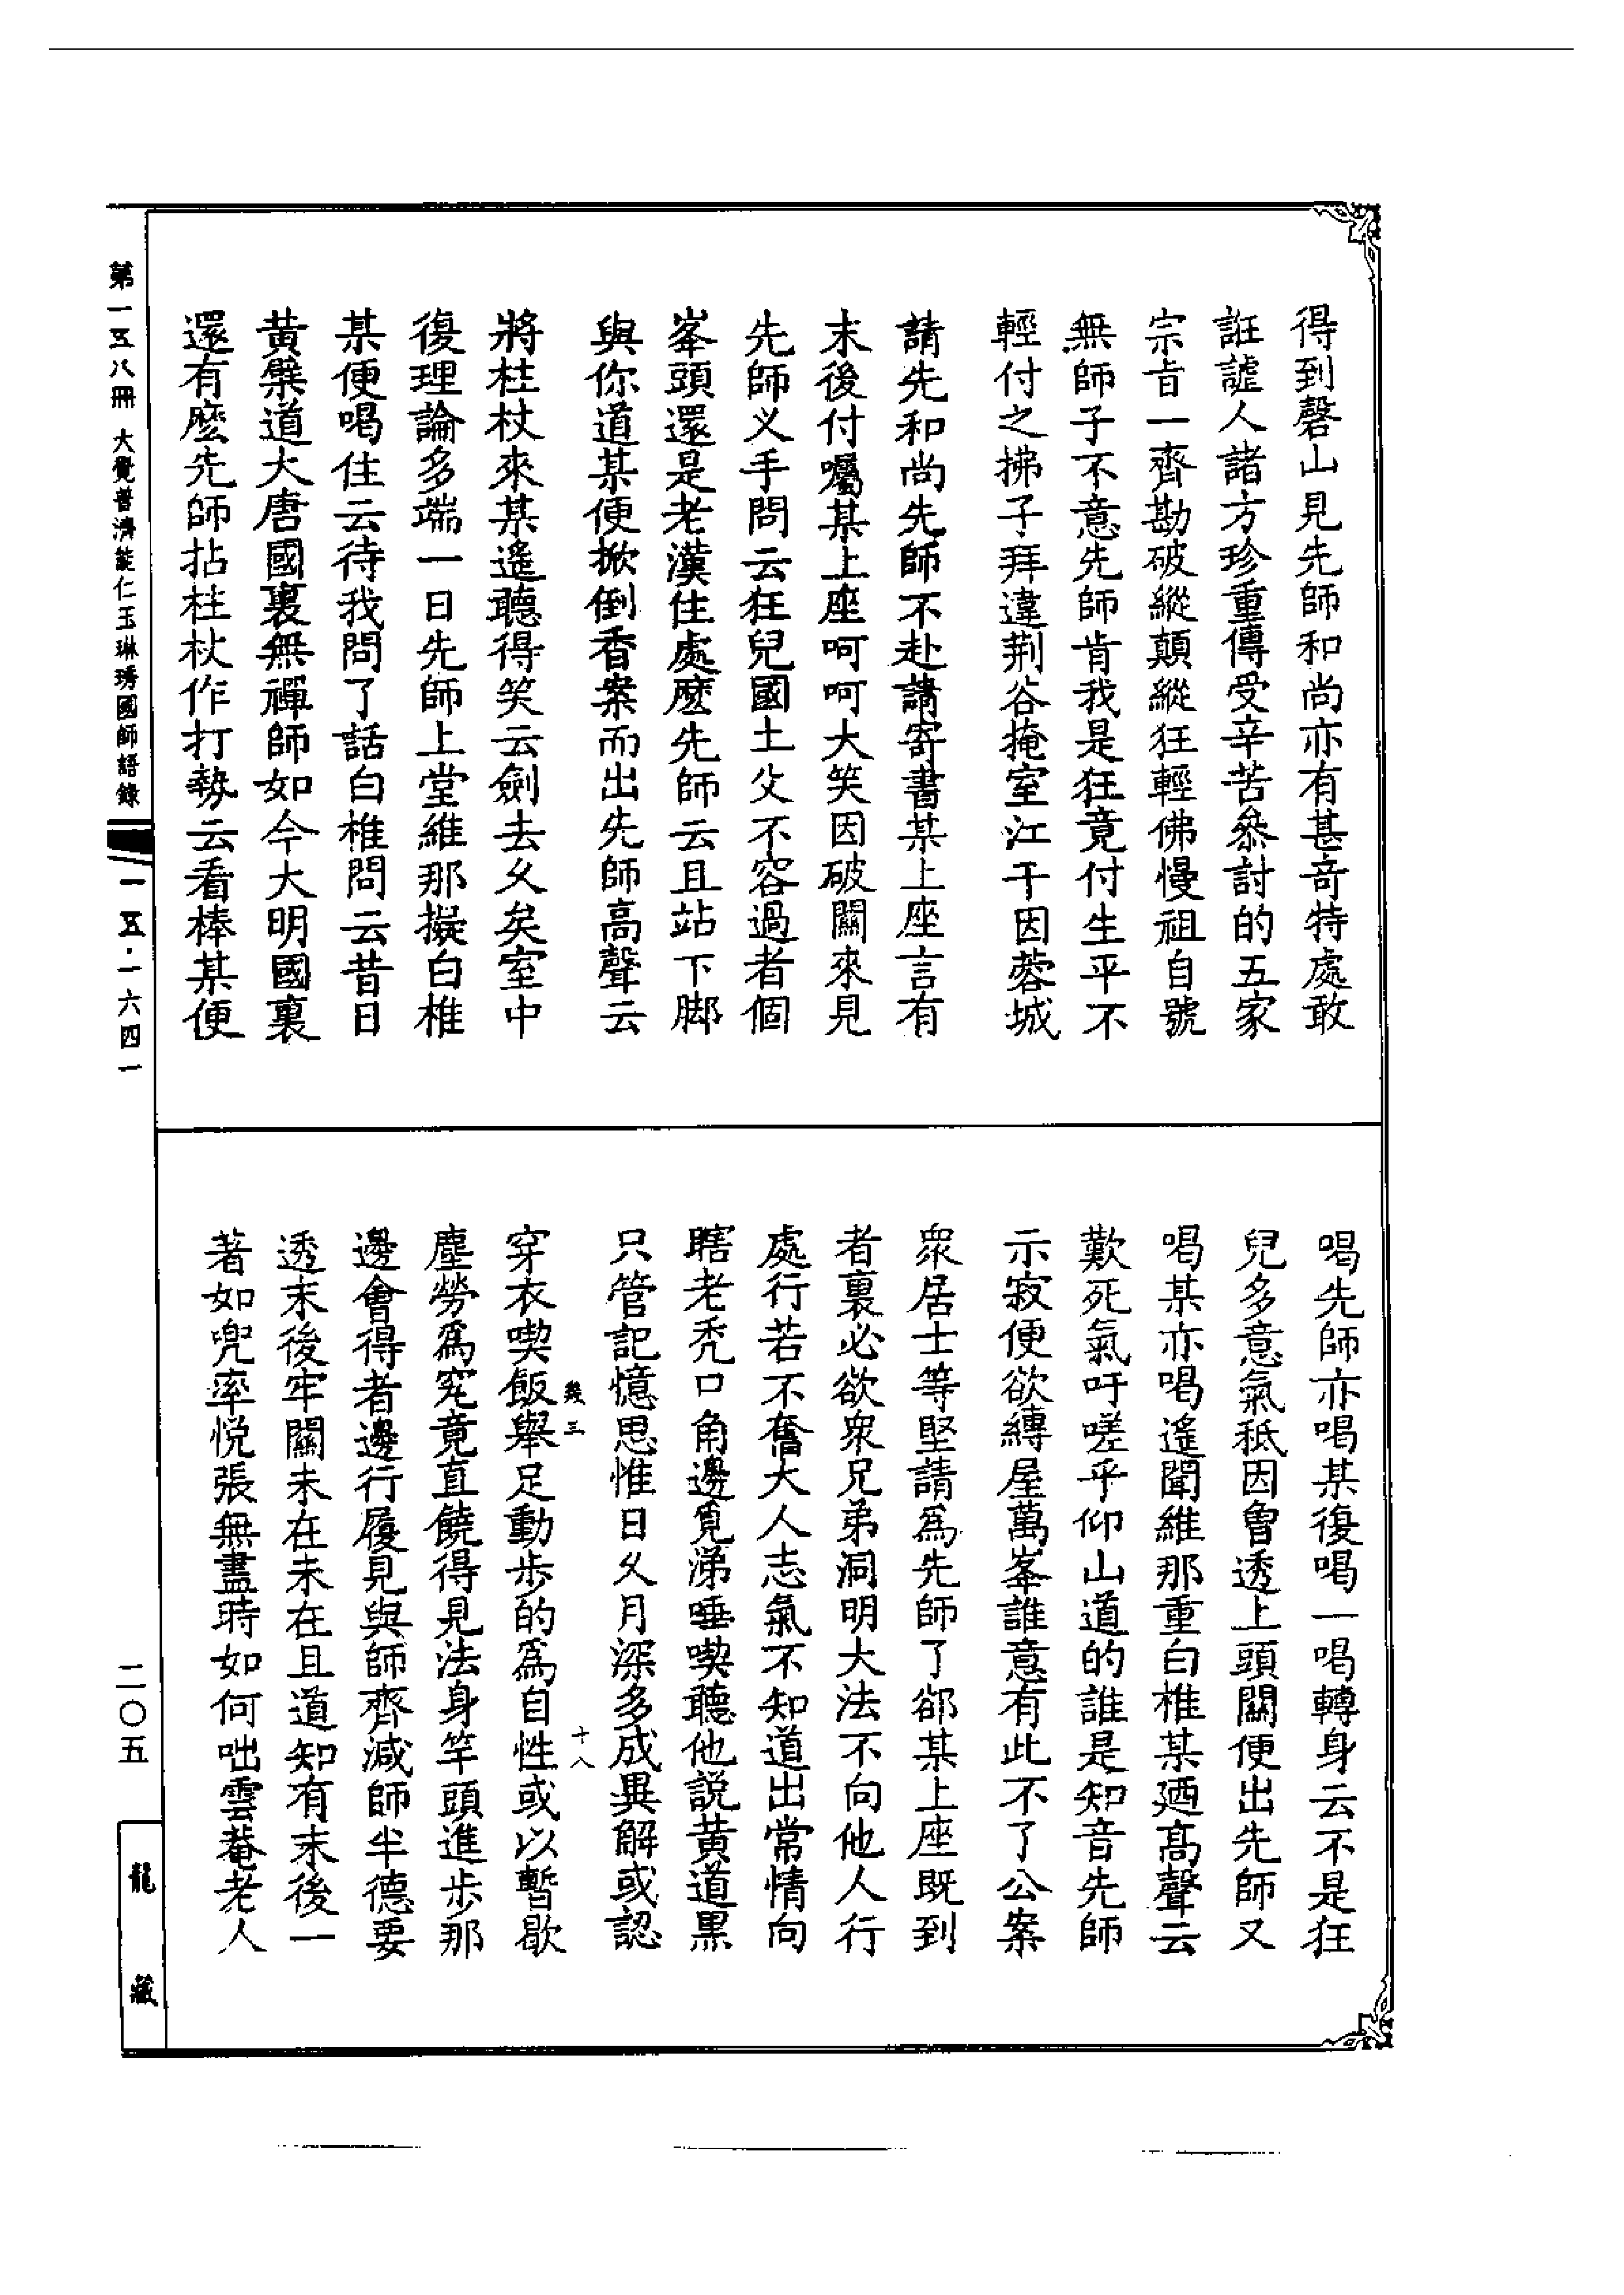 得到磬山見先師和尚亦有甚奇特處敢
誑謼人諸方珍重傳受辛苦叅討的五家
宗旨一齊勘破縱顛縱狂輕佛慢祖自號
無師子不意先師肯我是狂竟付生平不
輕付之拂子拜違荆谷掩室江干因蓉城
請先和尚先師不赴請寄書某上座言有
末後付囑某上座呵呵大笑因破關來見
先師义手問云狂兒國土父不容過者個
峯頭還是老漢住處麽先師云且站下脚
與你道某便掀倒香案而出先師高聲云
將柱杖來某遙聽得笑云劍去久矣室中
復理論多端一日先師上堂維那擬白椎
某便喝住云待我問了話白椎問云昔日
黃檗道大唐國裏無禪師如今大明國裏
還有麽先師拈柱杖作打勢云看棒某便
喝先師亦喝某復喝一喝轉身云不是狂
兒多意氣秪因曾透上頭關便出先師又
喝某亦喝遙聞維那重白椎某廼高聲云
歎死氣吁嗟乎仰山道的誰是知音先師
示寂便欲縛屋萬峯誰意有此不了公案
衆居士等堅請爲先師了郤某上座既到
者裏必欲衆兄弟洞明大法不向他人行
處行若不奮大人志氣不知道出常情向
瞎老禿口角邊覓涕唾喫聽他說黃道黑
只管記憶思惟日久月深多成異解或認
幾三
十八
穿衣喫飯舉足動步的爲自性或以暫歇
塵勞爲究竟直饒得見法身竿頭進步那
邊會得者邊行履見與師齊減師半德要
透末後牢關未在未在且道知有末後一
著如兜率悅張無盡時如何咄雲菴老人
第一五八冊 大覺普濟能仁玉琳琇國師語錄
一五·一六四一
二〇五
龍藏